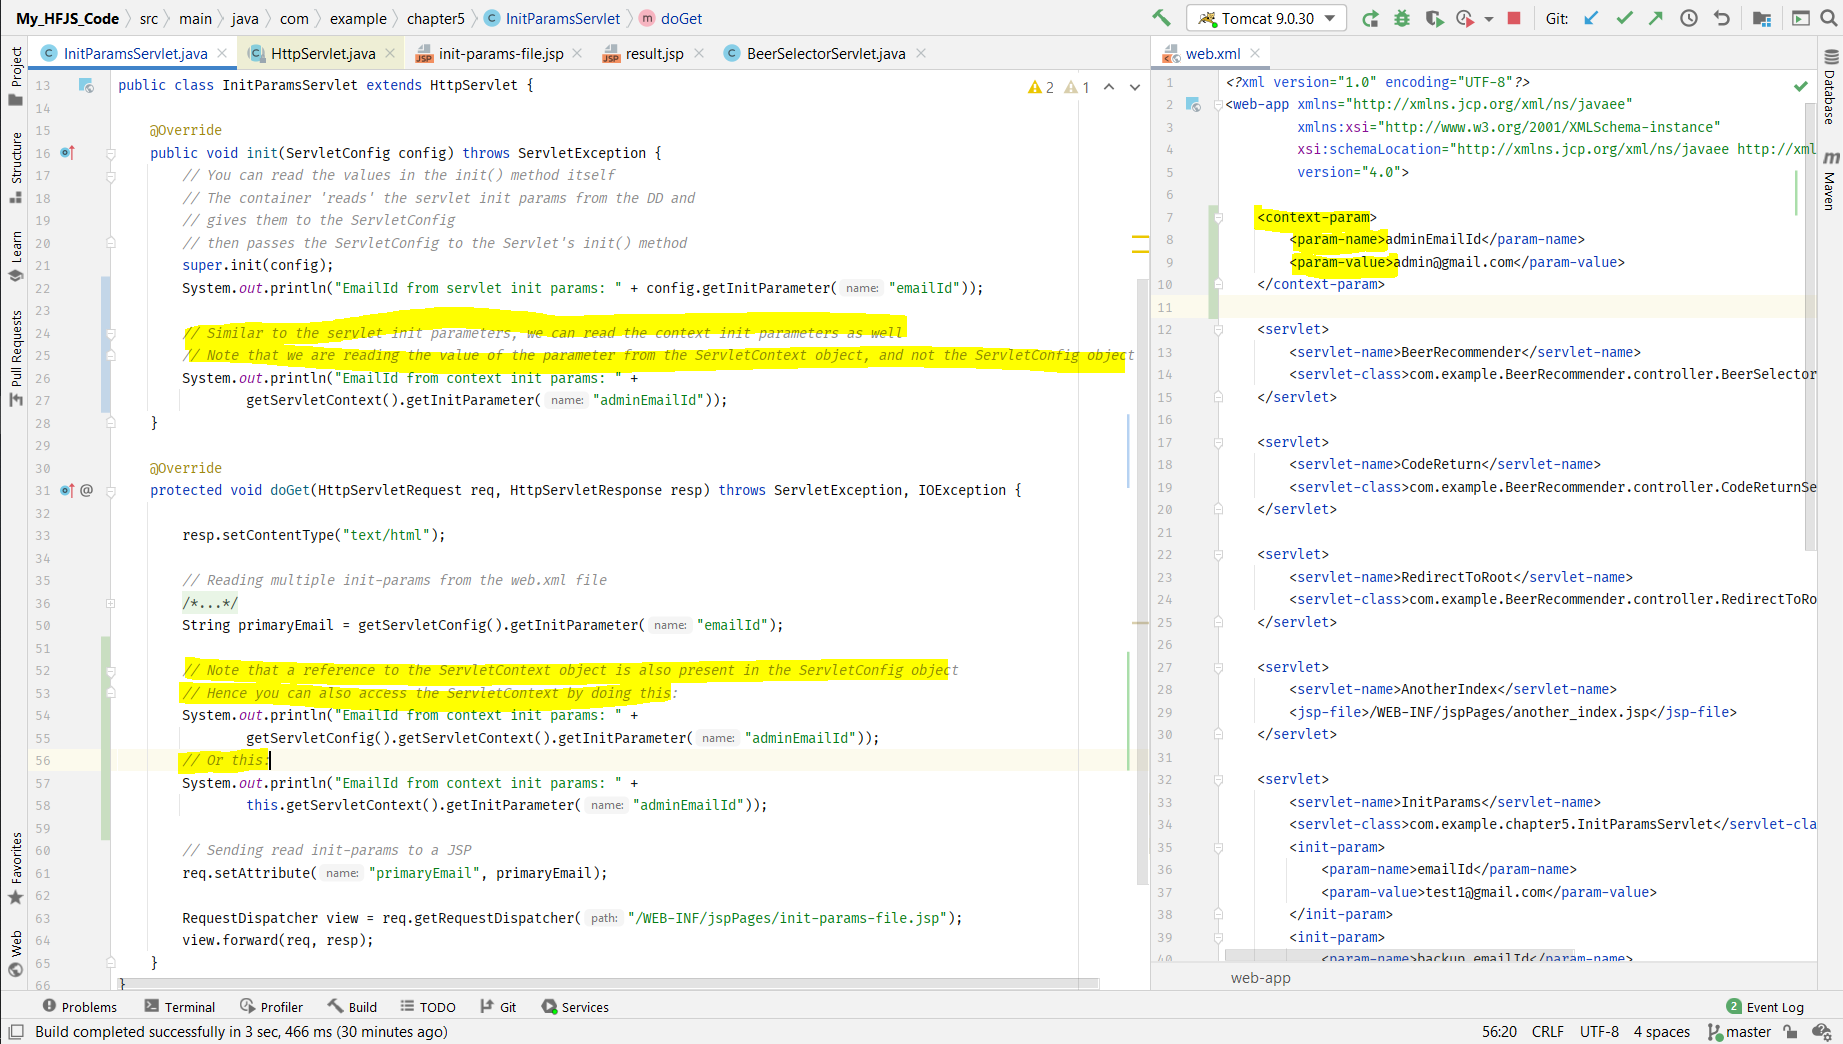 My_HFJS_Code src main java com example chapter5 InitParamsServlet doGet
Tomcat 9.0.30
Git:
InitParamsServlet.java HttpServlet.java init-params-file.jsp result.jsp BeerSelectorServlet.java
web.xml
Project
Structure
Learn
Pull Requests
Favorites
Web
2 1
13 public class InitParamsServlet extends HttpServlet {
14
15 @Override
16 public void init(ServletConfig config) throws ServletException {
17 // You can read the values in the init() method itself
18 // The container 'reads' the servlet init params from the DD and
19 // gives them to the ServletConfig
20 // then passes the ServletConfig to the Servlet's init() method
21 super.init(config);
22 System.out.println("EmailId from servlet init params: " + config.getInitParameter( name: "emailId"));
23
24 // Similar to the servlet init parameters, we can read the context init parameters as well
25 // Note that we are reading the value of the parameter from the ServletContext object, and not the ServletConfig object
26 System.out.println("EmailId from context init params: " +
27 getServletContext().getInitParameter( name: "adminEmailId"));
28 }
29
30 @Override
31 protected void doGet(HttpServletRequest req, HttpServletResponse resp) throws ServletException, IOException {
32
33 resp.setContentType("text/html");
34
35 // Reading multiple init-params from the web.xml file
36 /*...*/
50 String primaryEmail = getServletConfig().getInitParameter( name: "emailId");
51
52 // Note that a reference to the ServletContext object is also present in the ServletConfig object
53 // Hence you can also access the ServletContext by doing this:
54 System.out.println("EmailId from context init params: " +
55 getServletConfig().getServletContext().getInitParameter( name: "adminEmailId"));
56 // Or this:
57 System.out.println("EmailId from context init params: " +
58 this.getServletContext().getInitParameter( name: "adminEmailId"));
59
60 // Sending read init-params to a JSP
61 req.setAttribute( name: "primaryEmail", primaryEmail);
62
63 RequestDispatcher view = req.getRequestDispatcher( path: "/WEB-INF/jspPages/init-params-file.jsp");
64 view.forward(req, resp);
65 }
66 }
1 <?xml version="1.0" encoding="UTF-8"?>
2 <web-app xmlns="http://xmlns.jcp.org/xml/ns/javaee"
3 xmlns:xsi="http://www.w3.org/2001/XMLSchema-instance"
4 xsi:schemaLocation="http://xmlns.jcp.org/xml/ns/javaee http://xml
5 version="4.0">
6
7 <context-param>
8 <param-name>adminEmailId</param-name>
9 <param-value>admin@gmail.com</param-value>
10 </context-param>
11
12 <servlet>
13 <servlet-name>BeerRecommender</servlet-name>
14 <servlet-class>com.example.BeerRecommender.controller.BeerSelector
15 </servlet>
16
17 <servlet>
18 <servlet-name>CodeReturn</servlet-name>
19 <servlet-class>com.example.BeerRecommender.controller.CodeReturnSe
20 </servlet>
21
22 <servlet>
23 <servlet-name>RedirectToRoot</servlet-name>
24 <servlet-class>com.example.BeerRecommender.controller.RedirectToRo
25 </servlet>
26
27 <servlet>
28 <servlet-name>AnotherIndex</servlet-name>
29 <jsp-file>/WEB-INF/jspPages/another_index.jsp</jsp-file>
30 </servlet>
31
32 <servlet>
33 <servlet-name>InitParams</servlet-name>
34 <servlet-class>com.example.chapter5.InitParamsServlet</servlet-cla
35 <init-param>
36 <param-name>emailId</param-name>
37 <param-value>test1@gmail.com</param-value>
38 </init-param>
39 <init-param>
40 <param-name>backup_emailId</param-name>
web-app
Database
Maven
Problems Terminal Profiler Build TODO Git Services
2 Event Log
Build completed successfully in 3 sec, 466 ms (30 minutes ago)
56:20 CRLF UTF-8 4 spaces master